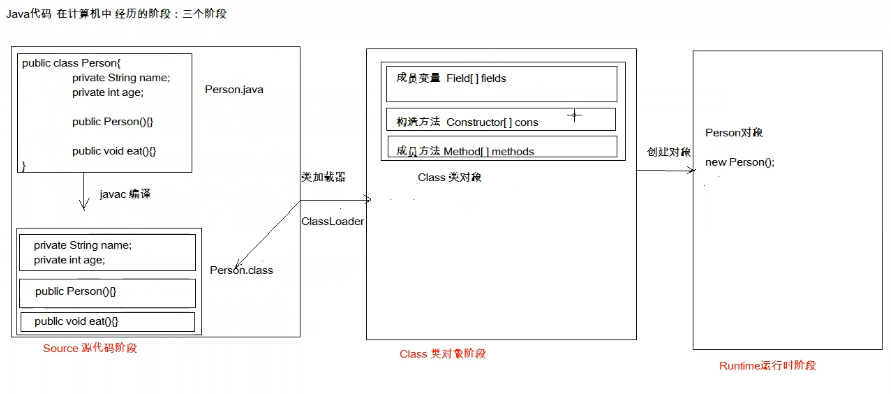 Java代码 在计算机中 经历的阶段：三个阶段
public class Person{
private String name;
private int age;
public Person(){}
public void eat(){}
}
Person.java
javac 编译
private String name;
private int age;
public Person(){}
public void eat(){}
Person.class
Source 源代码阶段
类加载器
ClassLoader
成员变量 Field[ ] fields
构造方法 Constructor[ ] cons
成员方法 Method[ ] methods
Class 类对象
Class 类对象阶段
创建对象
Person对象
new Person();
Runtime运行时阶段